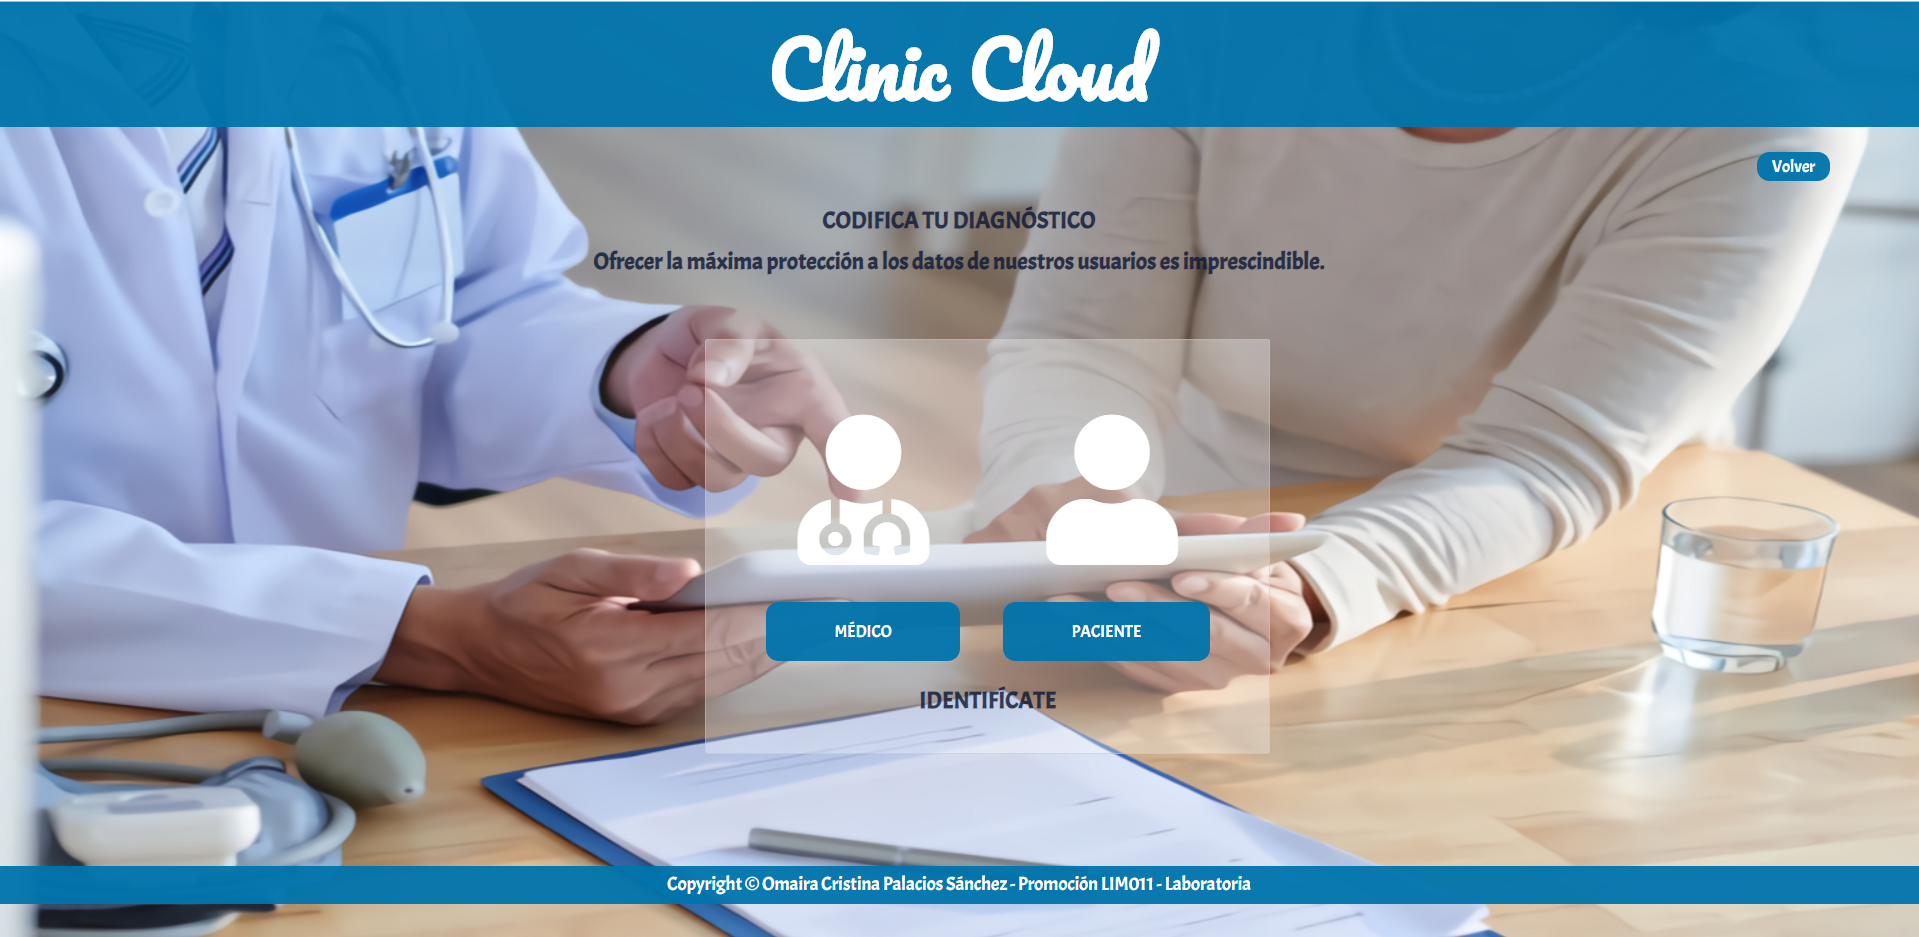 Clinic Cloud
Volver
CODIFICA TU DIAGNÓSTICO
Ofrecer la máxima protección a los datos de nuestros usuarios es imprescindible.
MÉDICO
PACIENTE
IDENTIFÍCATE
Copyright © Omaira Cristina Palacios Sánchez - Promoción LIM011 - Laboratoria